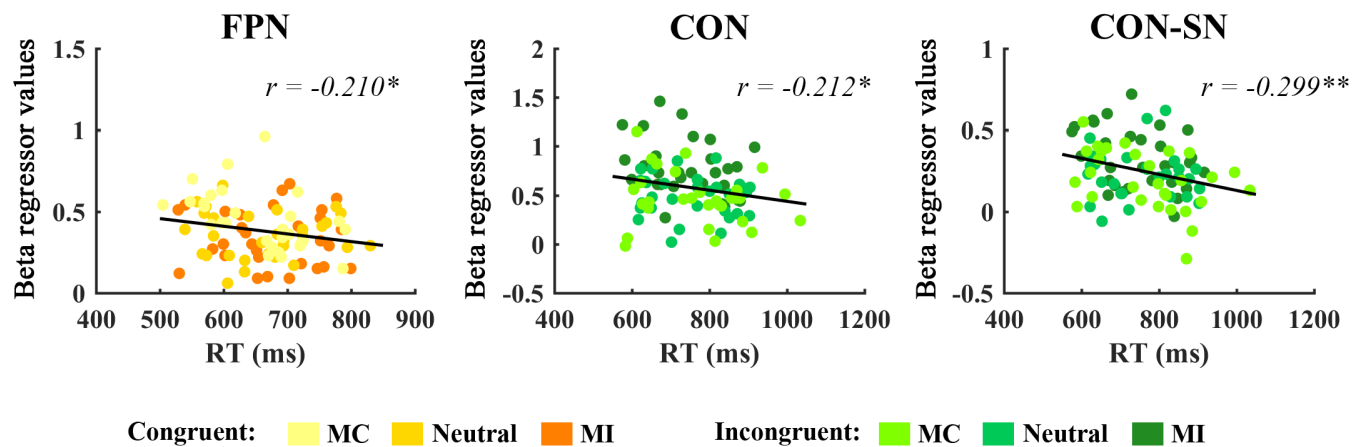 FPN
CON
CON-SN
r = -0.210*
r = -0.212*
r = -0.299**
Beta regressor values
1.5
1
0.5
0
400 500 600 700 800 900
RT (ms)
Beta regressor values
2
1.5
1
0.5
0
-0.5
400 600 800 1000 1200
RT (ms)
Beta regressor values
1
0.5
0
-0.5
400 600 800 1000 1200
RT (ms)
Congruent: MC Neutral MI
Incongruent: MC Neutral MI